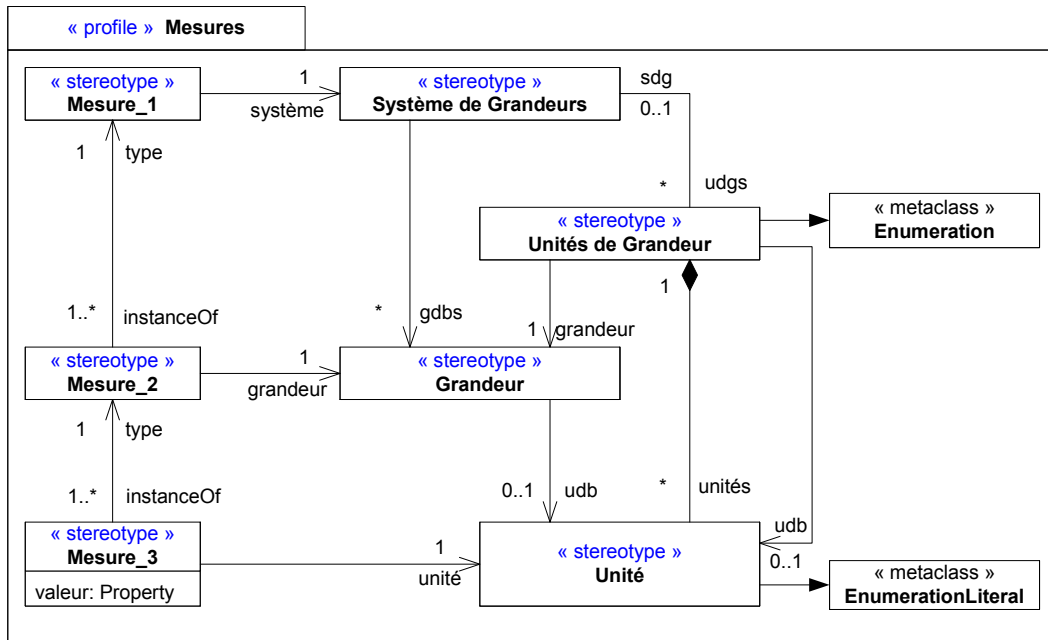 « profile » Mesures
« stereotype »
Mesure_1
1
système
« stereotype »
Système de Grandeurs
sdg
0..1
1
type
*
udgs
« stereotype »
Unités de Grandeur
« metaclass »
Enumeration
1..*
instanceOf
*
gdbs
1
grandeur
1
« stereotype »
Mesure_2
1
grandeur
« stereotype »
Grandeur
1
type
1..*
instanceOf
0..1
udb
*
unités
udb
0..1
« stereotype »
Mesure_3
valeur: Property
1
unité
« stereotype »
Unité
« metaclass »
EnumerationLiteral